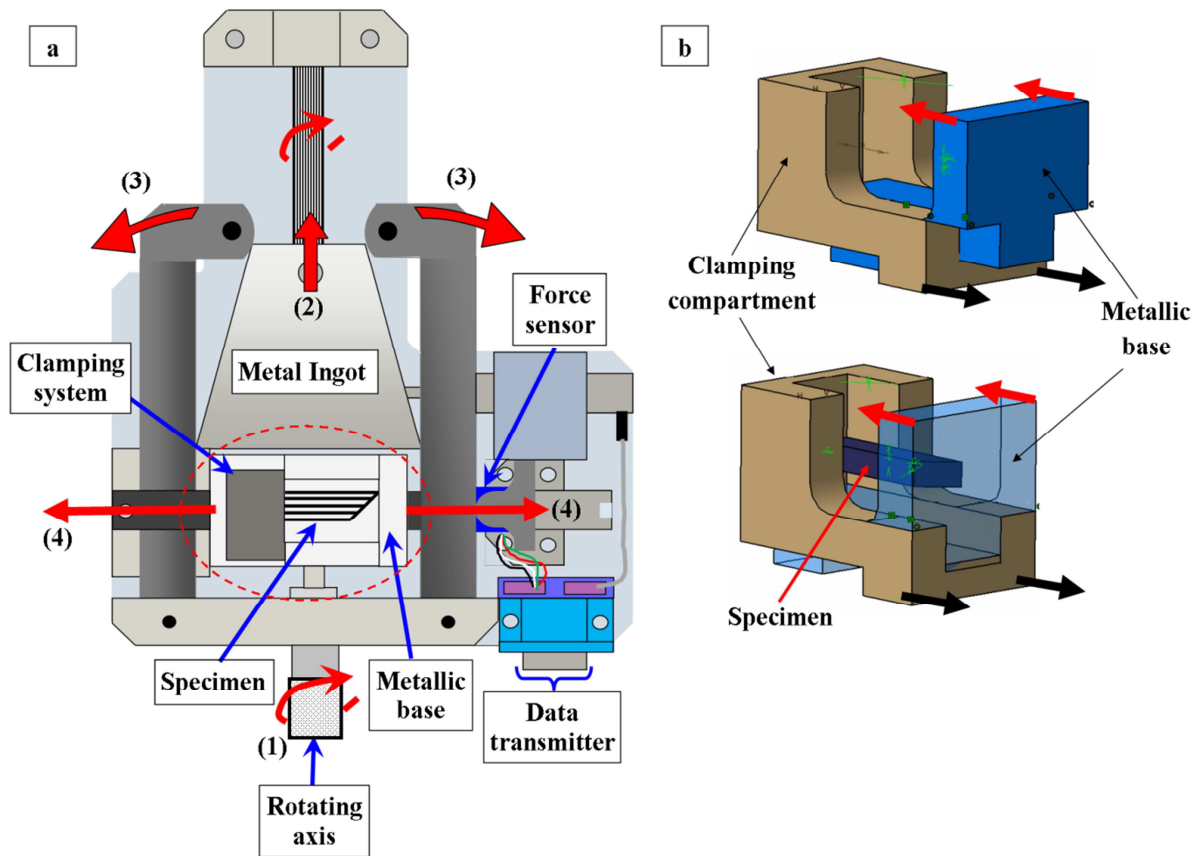 a
b
(3)
(3)
(2)
Force
sensor
Clamping
system
Metal Ingot
(4)
(4)
Specimen
Metallic
base
Data
transmitter
(1)
Rotating
axis
H
V
Clamping
compartment
Metallic
base
H
V
Specimen